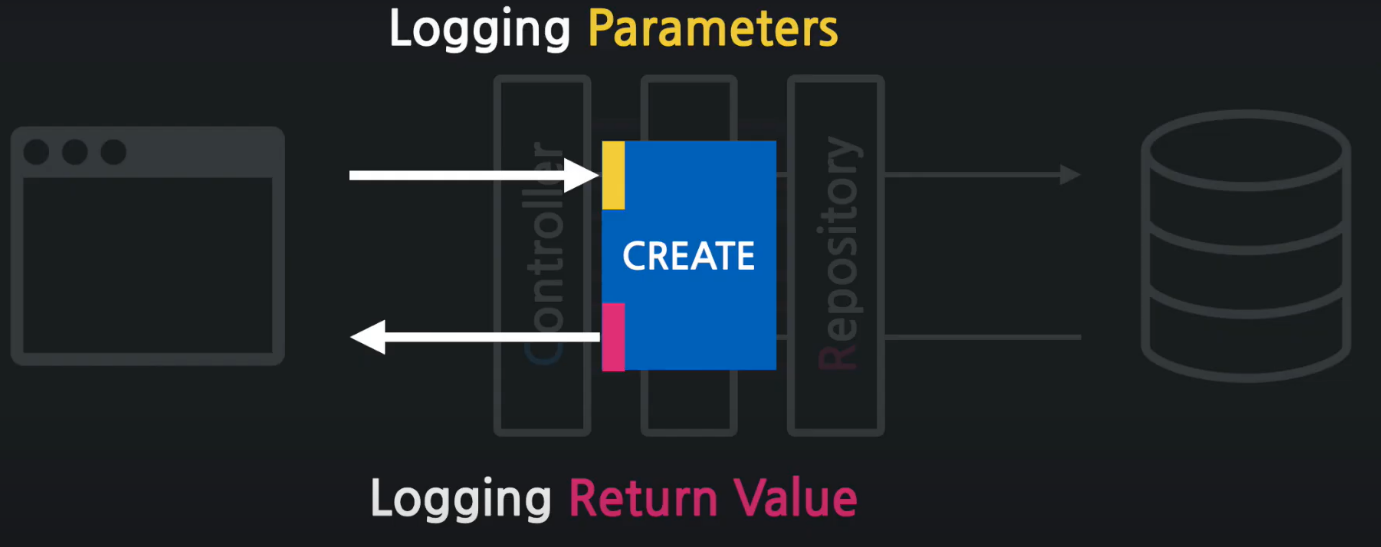 Logging Parameters
Controller
CREATE
Repository
Logging Return Value